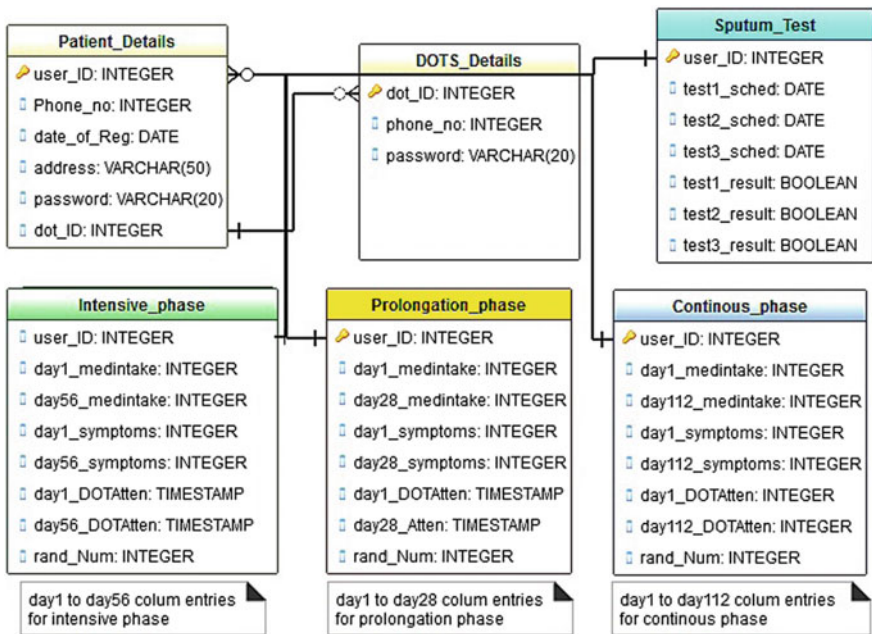 Patient_Details
user_ID: INTEGER
Phone_no: INTEGER
date_of_Reg: DATE
address: VARCHAR(50)
password: VARCHAR(20)
dot_ID: INTEGER
DOTS_Details
dot_ID: INTEGER
phone_no: INTEGER
password: VARCHAR(20)
Sputum_Test
user_ID: INTEGER
test1_sched: DATE
test2_sched: DATE
test3_sched: DATE
test1_result: BOOLEAN
test2_result: BOOLEAN
test3_result: BOOLEAN
Intensive_phase
user_ID: INTEGER
day1_medintake: INTEGER
day56_medintake: INTEGER
day1_symptoms: INTEGER
day56_symptoms: INTEGER
day1_DOTAtten: TIMESTAMP
day56_DOTAtten: TIMESTAMP
rand_Num: INTEGER
day1 to day56 colum entries
for intensive phase
Prolongation_phase
user_ID: INTEGER
day1_medintake: INTEGER
day28_medintake: INTEGER
day1_symptoms: INTEGER
day28_symptoms: INTEGER
day1_DOTAtten: TIMESTAMP
day28_Atten: TIMESTAMP
rand_Num: INTEGER
day1 to day28 colum entries
for prolongation phase
Continous_phase
user_ID: INTEGER
day1_medintake: INTEGER
day112_medintake: INTEGER
day1_symptoms: INTEGER
day112_symptoms: INTEGER
day1_DOTAtten: INTEGER
day112_DOTAtten: INTEGER
rand_Num: INTEGER
day1 to day112 colum entries
for continous phase